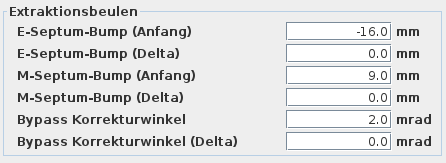 Extraktionsbeulen
E-Septum-Bump (Anfang) -16.0 mm
E-Septum-Bump (Delta) 0.0 mm
M-Septum-Bump (Anfang) 9.0 mm
M-Septum-Bump (Delta) 0.0 mm
Bypass Korrekturwinkel 2.0 mrad
Bypass Korrekturwinkel (Delta) 0.0 mrad